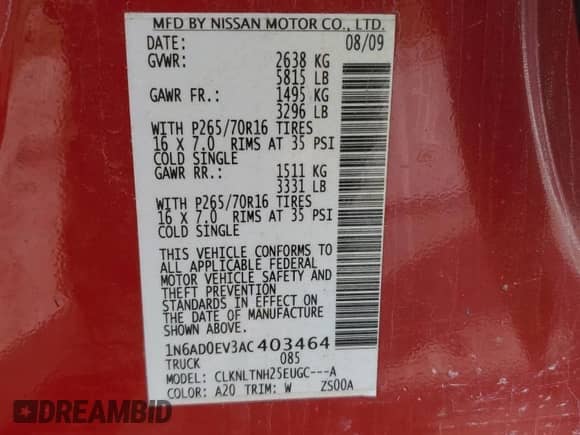 MFD BY NISSAN MOTOR CO., LTD.
DATE: 08/09
GVWR: 2638 KG
5815 LB
GAWR FR.: 1495 KG
3296 LB
WITH P265/70R16 TIRES
16 X 7.0 RIMS AT 35 PSI
COLD SINGLE
GAWR RR.: 1511 KG
3331 LB
WITH P265/70R16 TIRES
16 X 7.0 RIMS AT 35 PSI
COLD SINGLE
THIS VEHICLE CONFORMS TO
ALL APPLICABLE FEDERAL
MOTOR VEHICLE SAFETY AND
THEFT PREVENTION
STANDARDS IN EFFECT ON
THE DATE OF MANUFACTURE
SHOWN ABOVE.
1N6AD0EV3AC403464
TRUCK 085
MODEL: CLKNLTNH25EUGC---A
COLOR: A20 TRIM: W ZS00A
DREAMBID